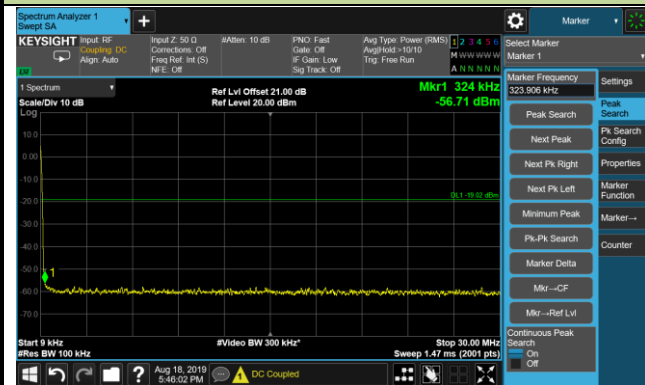 Spectrum Analyzer 1
Swept SA
KEYSIGHT
Input: RF
Coupling: DC
Align: Auto
Input Z: 50 Ω
Corrections: Off
Freq Ref: Int (S)
NFE: Off
#Atten: 10 dB
PNO: Fast
Gate: Off
IF Gain: Low
Sig Track: Off
Avg Type: Power (RMS)
Avg|Hold:>10/10
Trig: Free Run
1 2 3 4 5 6
M W W W W W
A N N N N N
1 Spectrum
Scale/Div 10 dB
Log
Ref Lvl Offset 21.00 dB
Ref Level 20.00 dBm
Mkr1 324 kHz
-56.71 dBm
10.0
0.00
-10.0
-20.0
-30.0
-40.0
-50.0
-60.0
-70.0
DL1 -19.02 dBm
1
Start 9 kHz
#Res BW 100 kHz
#Video BW 300 kHz*
Stop 30.00 MHz
Sweep 1.47 ms (2001 pts)
Aug 18, 2019
5:46:02 PM
DC Coupled
Marker
Select Marker
Marker 1
Marker Frequency
323.906 kHz
Peak Search
Next Peak
Next Pk Right
Next Pk Left
Minimum Peak
Pk-Pk Search
Marker Delta
Mkr→CF
Mkr→Ref Lvl
Continuous Peak
Search
On
Off
Settings
Peak
Search
Pk Search
Config
Properties
Marker
Function
Marker→
Counter